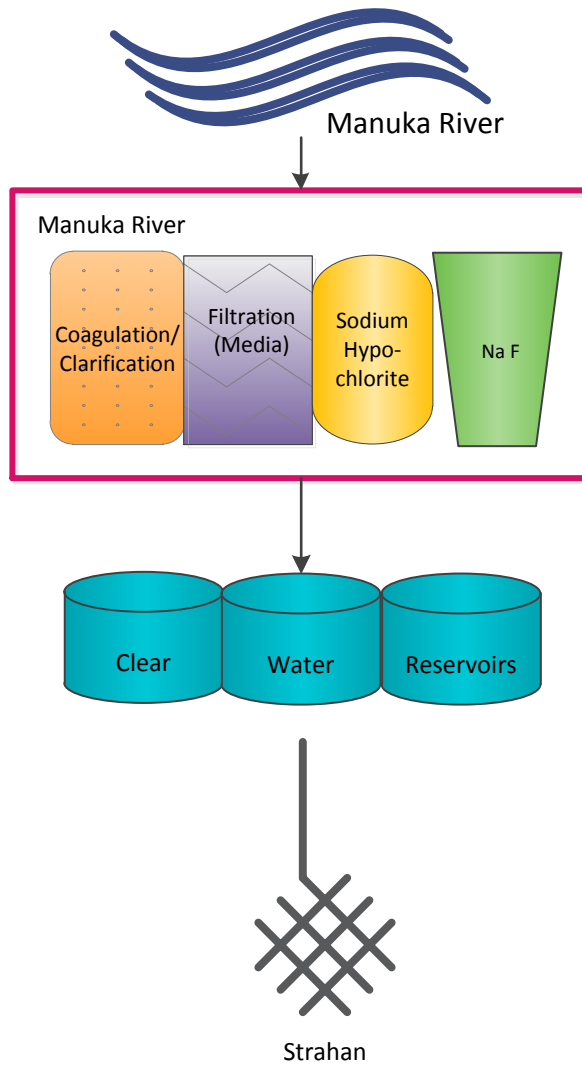 Manuka River
Manuka River
Coagulation/
Clarification
Filtration
(Media)
Sodium
Hypo-
chlorite
Na F
Clear
Water
Reservoirs
Strahan